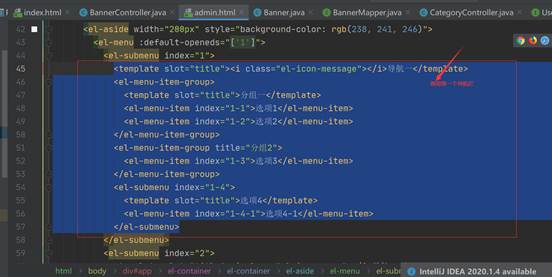 index.html BannerController.java admin.html Banner.java BannerMapper.java CategoryController.java Use
42 <el-aside width="208px" style="background-color: rgb(238, 241, 246)">
43 <el-menu :default-openeds="['1']">
44 <el-submenu index="1">
45 <template slot="title"><i class="el-icon-message"></i>导航一</template>
46 <el-menu-item-group>
47 <template slot="title">分组一</template>
48 <el-menu-item index="1-1">选项1</el-menu-item>
49 <el-menu-item index="1-2">选项2</el-menu-item>
50 </el-menu-item-group>
51 <el-menu-item-group title="分组2">
52 <el-menu-item index="1-3">选项3</el-menu-item>
53 </el-menu-item-group>
54 <el-submenu index="1-4">
55 <template slot="title">选项4</template>
56 <el-menu-item index="1-4-1">选项4-1</el-menu-item>
57 </el-submenu>
58 </el-submenu>
59 <el-submenu index="2">
html body div#app el-container el-container el-aside el-menu el-subm
IntelliJ IDEA 2020.1.4 available